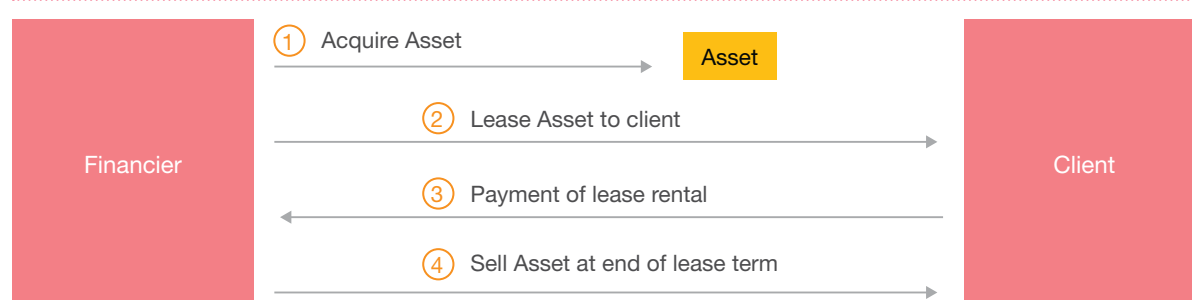 1 Acquire Asset
Asset
2 Lease Asset to client
Financier
Client
3 Payment of lease rental
4 Sell Asset at end of lease term